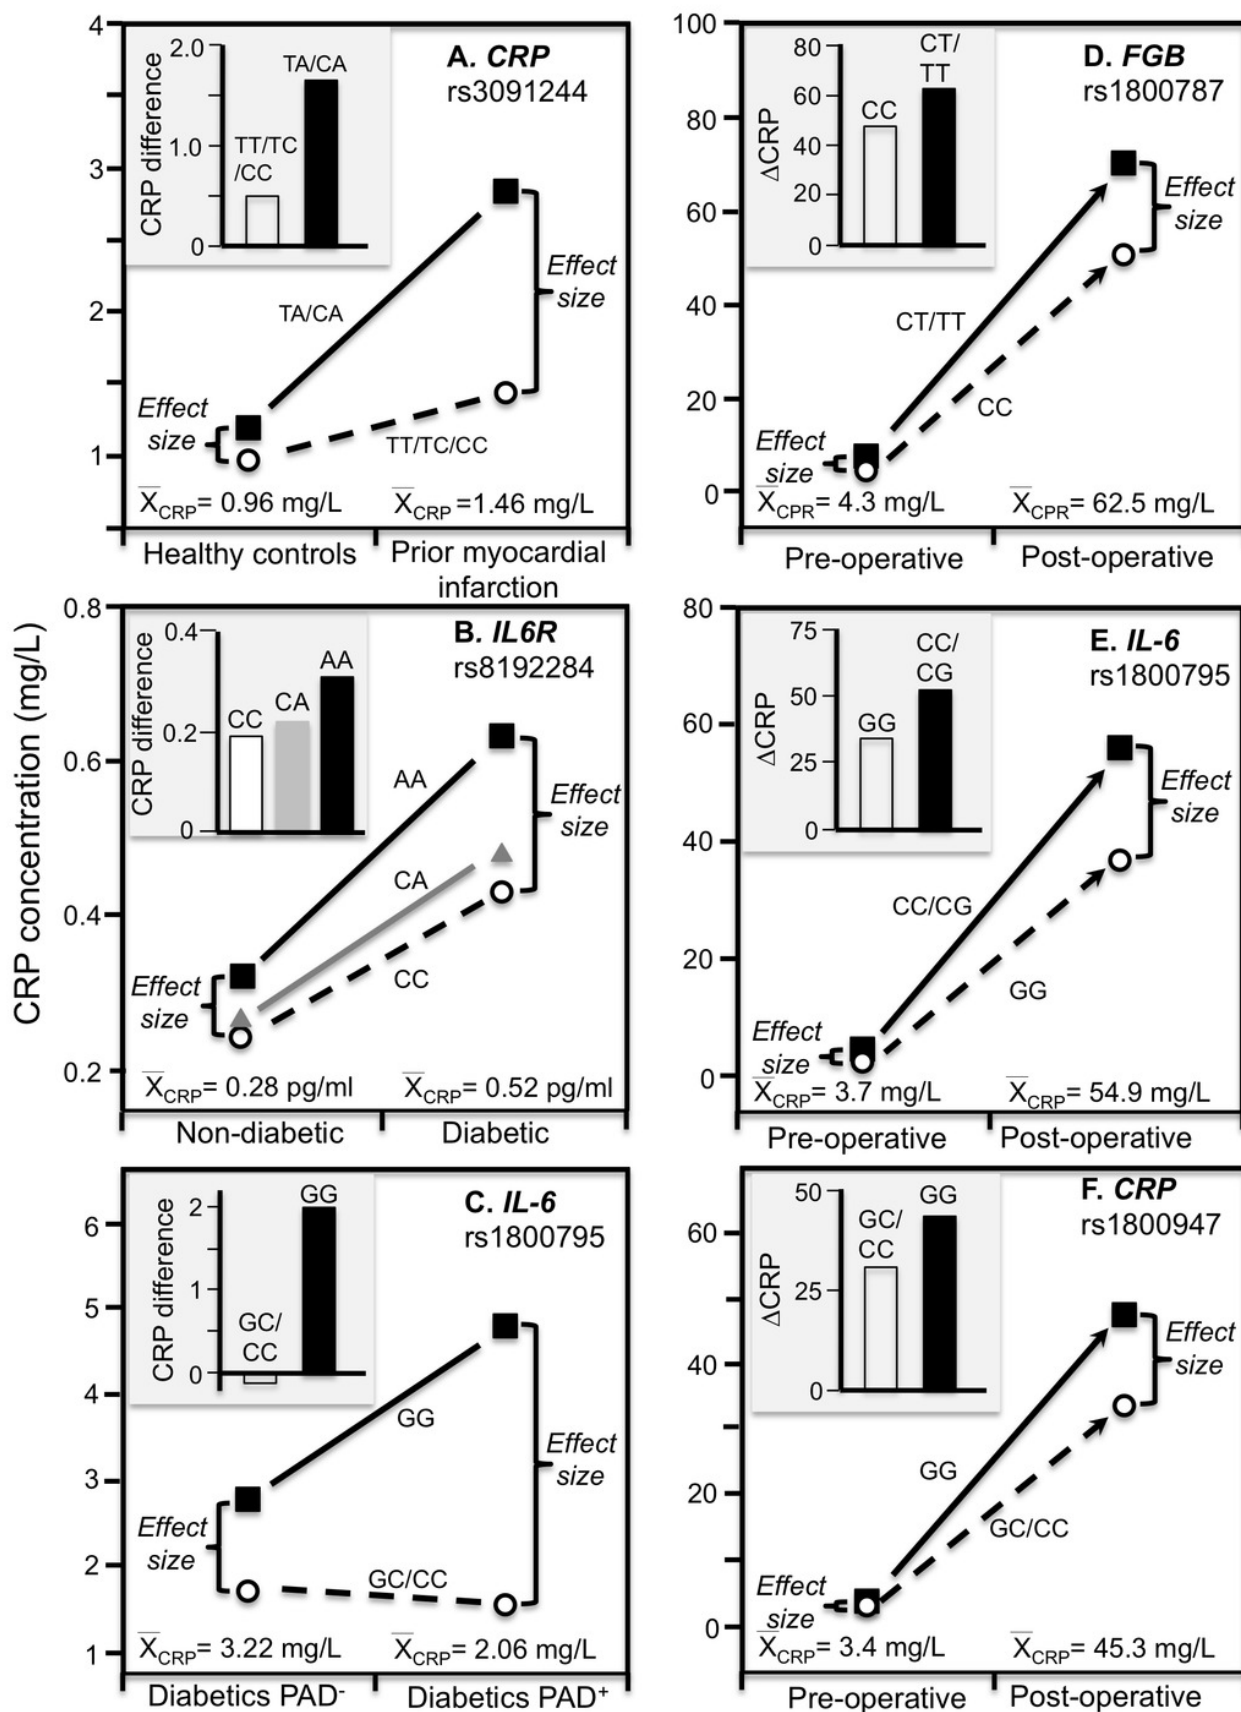 CRP concentration (mg/L)
4
3
2
1
2.0
1.0
0
CRP difference
TT/TC
/CC
TA/CA
A. CRP
rs3091244
TA/CA
Effect
size
Effect
size
TT/TC/CC
X̅CRP= 0.96 mg/L
X̅CRP =1.46 mg/L
Healthy controls
Prior myocardial
infarction
100
80
60
40
20
0
80
60
40
20
0
ΔCRP
CC
CT/
TT
D. FGB
rs1800787
Effect
size
CT/TT
CC
Effect
size
X̅CPR= 4.3 mg/L
X̅CPR= 62.5 mg/L
Pre-operative
Post-operative
0.8
0.6
0.4
0.2
0.4
0.2
0
CRP difference
CC
CA
AA
B. IL6R
rs8192284
AA
CA
CC
Effect
size
Effect
size
X̅CRP= 0.28 pg/ml
X̅CRP= 0.52 pg/ml
Non-diabetic
Diabetic
80
60
40
20
0
75
50
25
0
ΔCRP
GG
CC/
CG
E. IL-6
rs1800795
Effect
size
CC/CG
GG
Effect
size
X̅CRP= 3.7 mg/L
X̅CRP= 54.9 mg/L
Pre-operative
Post-operative
6
5
4
3
2
1
2
1
0
CRP difference
GC/
CC
GG
C. IL-6
rs1800795
GG
Effect
size
Effect
size
GC/CC
X̅CRP= 3.22 mg/L
X̅CRP= 2.06 mg/L
Diabetics PAD⁻
Diabetics PAD⁺
60
40
20
0
50
25
0
ΔCRP
GC/
CC
GG
F. CRP
rs1800947
Effect
size
GG
GC/CC
Effect
size
X̅CRP= 3.4 mg/L
X̅CRP= 45.3 mg/L
Pre-operative
Post-operative